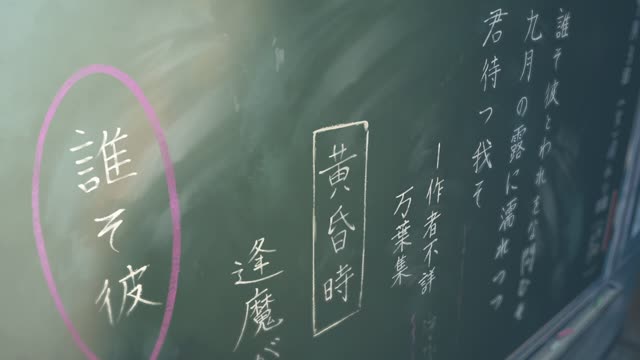 誰そ彼とわれをな問ひそ
九月の露に濡れつつ
君待つ我そ
ー作者不詳
万葉集
黄昏時
逢魔が
誰そ彼